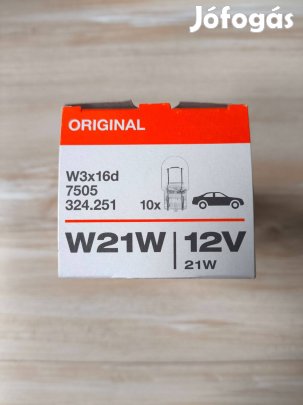 Jófogás
ORIGINAL
W3x16d
7505
324.251
10x
W21W
12V
21W